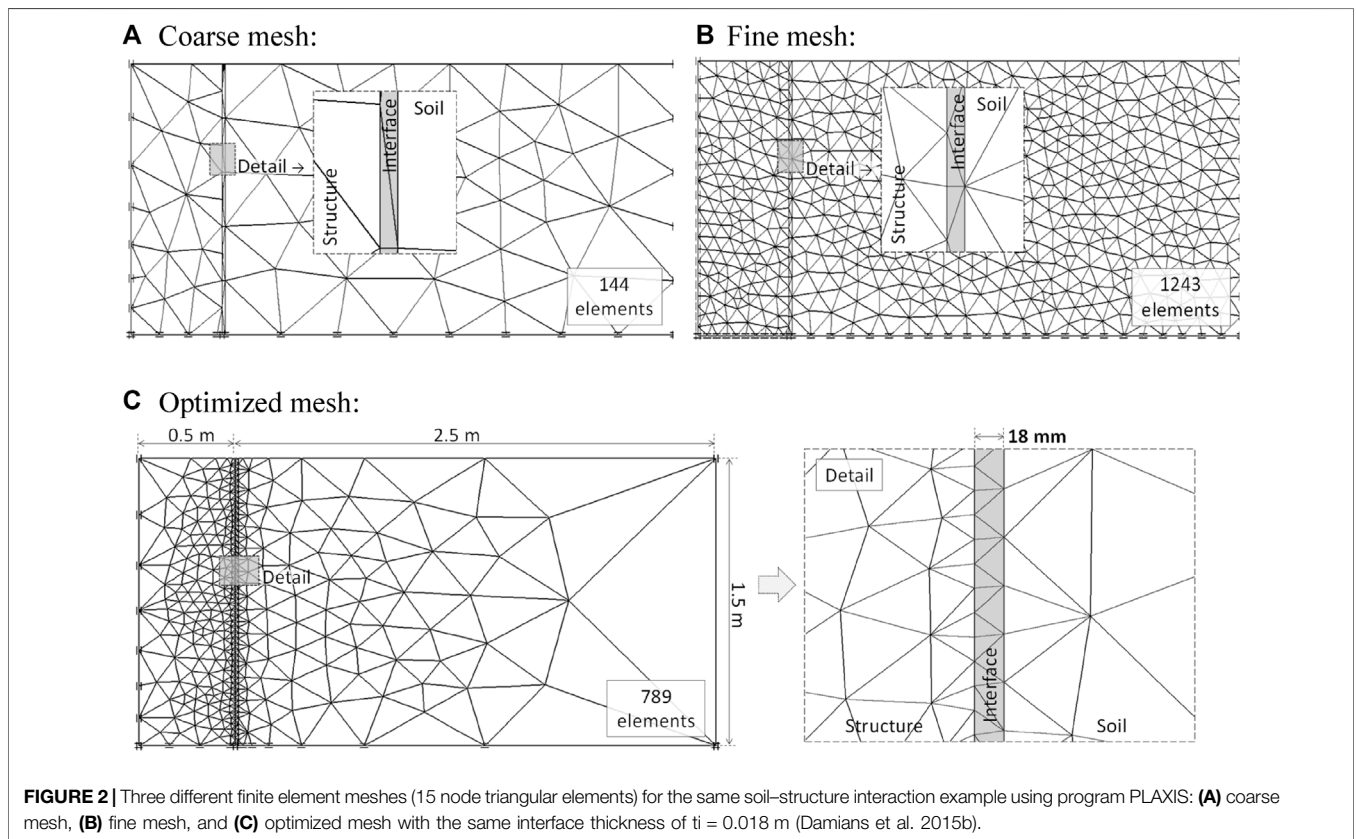 A Coarse mesh:
Structure
Interface
Soil
Detail →
144
elements
B Fine mesh:
Structure
Interface
Soil
Detail →
1243
elements
C Optimized mesh:
0.5 m
2.5 m
Detail
1.5 m
789
elements
18 mm
Detail
Structure
Interface
Soil
FIGURE 2 | Three different finite element meshes (15 node triangular elements) for the same soil–structure interaction example using program PLAXIS: (A) coarse
mesh, (B) fine mesh, and (C) optimized mesh with the same interface thickness of ti = 0.018 m (Damians et al. 2015b).